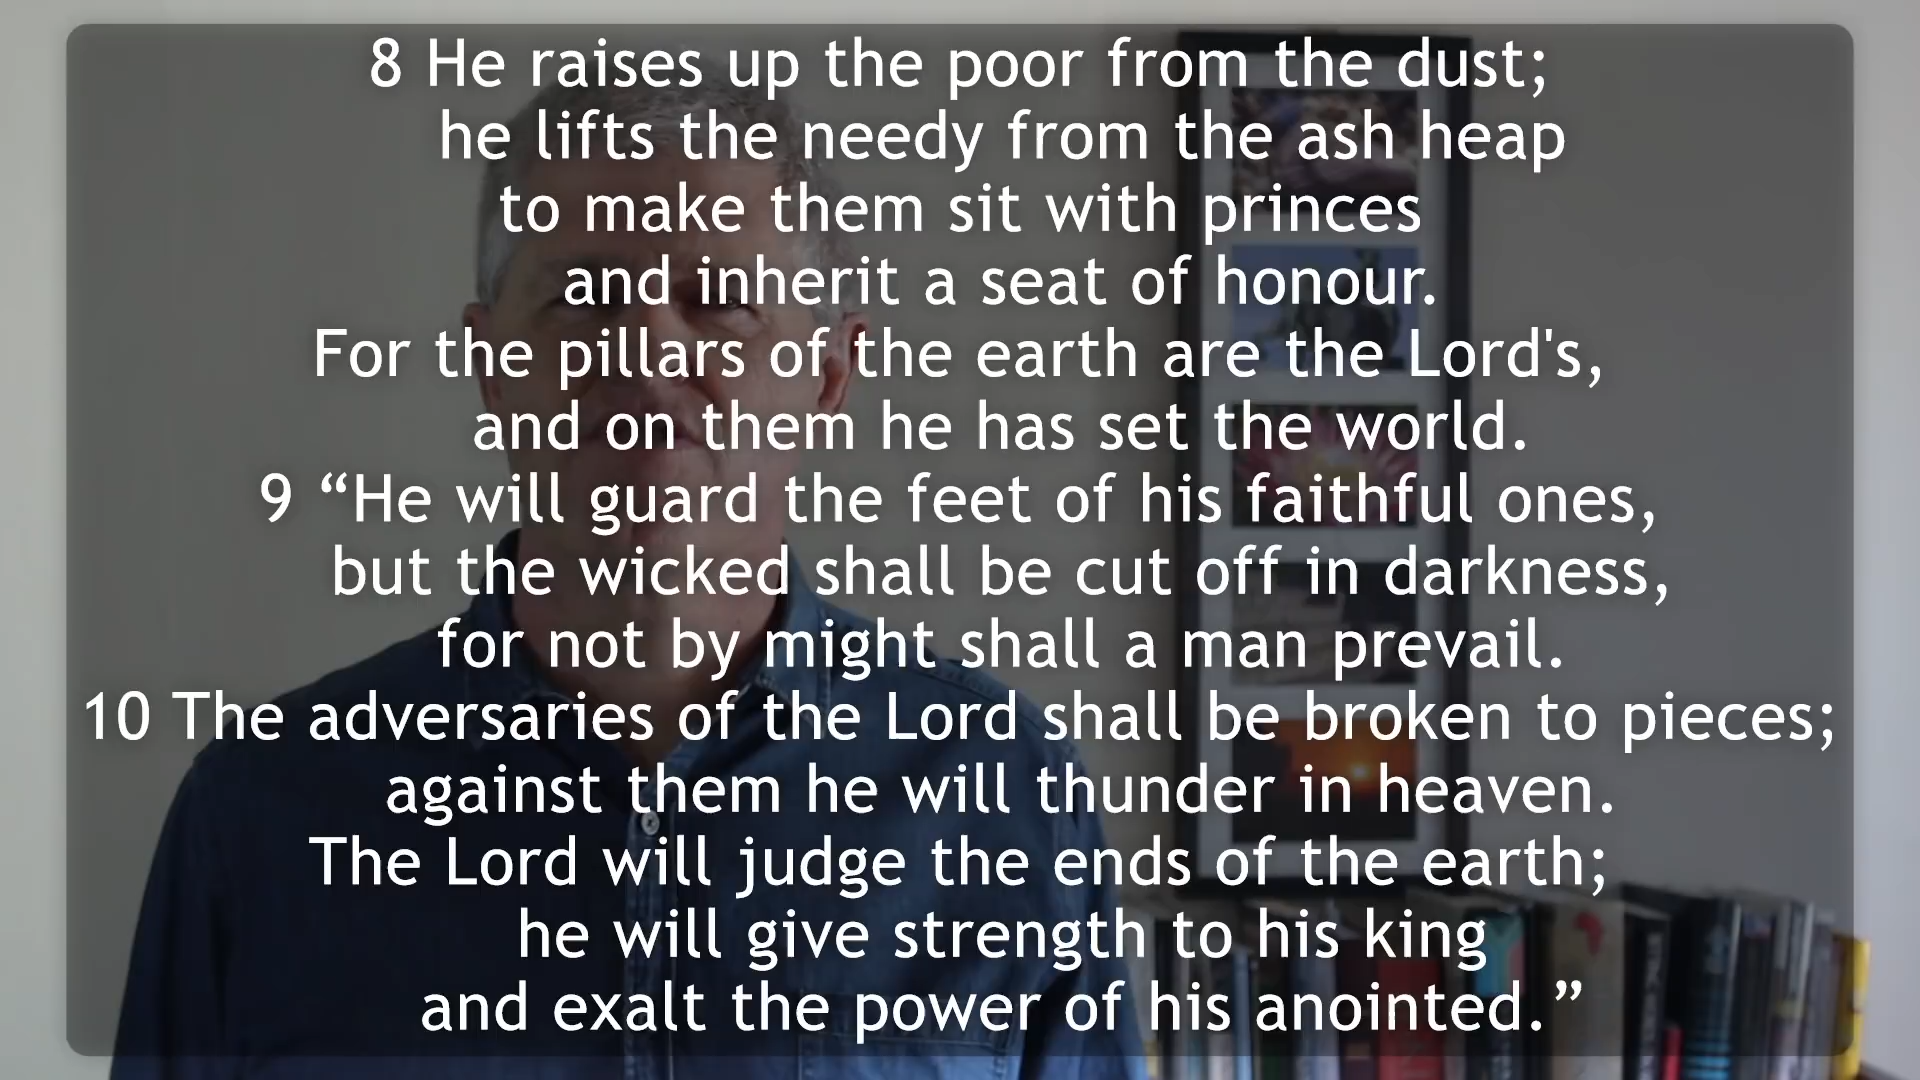 8 He raises up the poor from the dust;
he lifts the needy from the ash heap
to make them sit with princes
and inherit a seat of honour.
For the pillars of the earth are the Lord's,
and on them he has set the world.
9 “He will guard the feet of his faithful ones,
but the wicked shall be cut off in darkness,
for not by might shall a man prevail.
10 The adversaries of the Lord shall be broken to pieces;
against them he will thunder in heaven.
The Lord will judge the ends of the earth;
he will give strength to his king
and exalt the power of his anointed.”